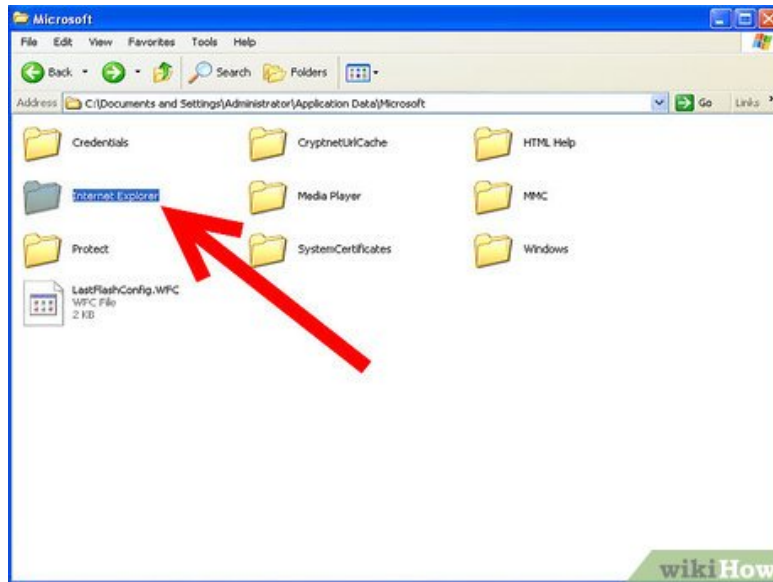 Microsoft
File Edit View Favorites Tools Help
Back Search Folders
Address C:\Documents and Settings\Administrator\Application Data\Microsoft Go Links
Credentials CryptnetUrlCache HTML Help
Internet Explorer Media Player MMC
Protect SystemCertificates Windows
LastFlashConfig.WFC
WFC File
2 KB
wikiHow